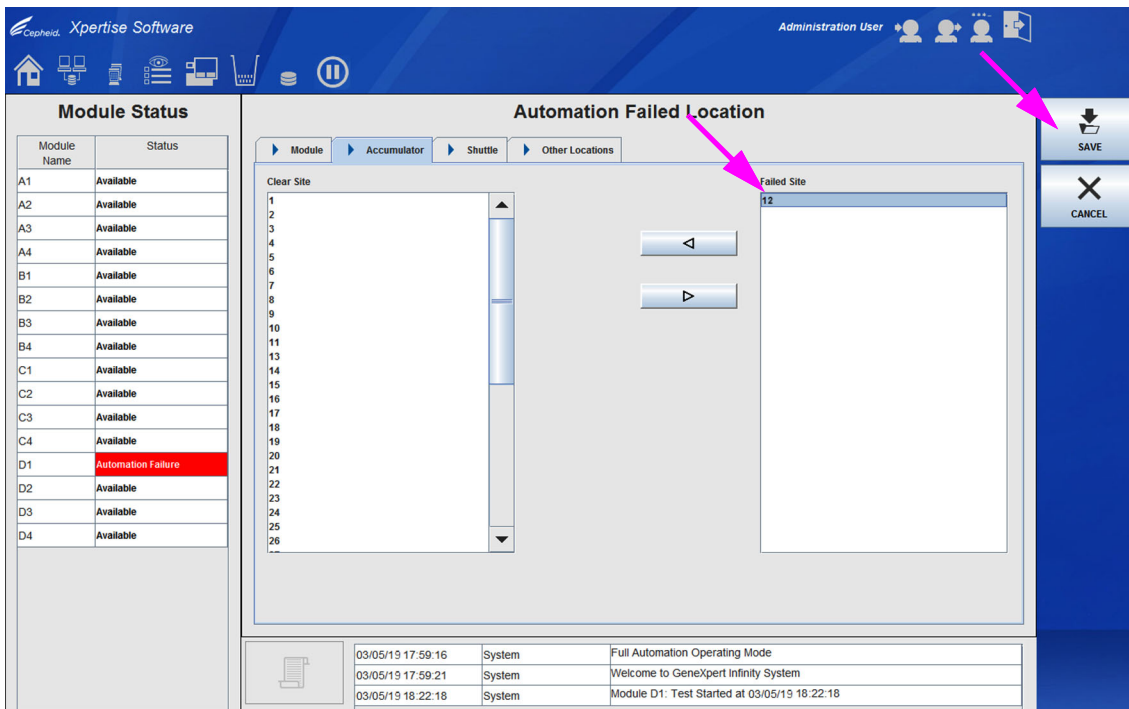 Cepheid. Xpertise Software
Administration User
Module Status
Module Name Status
A1 Available
A2 Available
A3 Available
A4 Available
B1 Available
B2 Available
B3 Available
B4 Available
C1 Available
C2 Available
C3 Available
C4 Available
D1 Automation Failure
D2 Available
D3 Available
D4 Available
Automation Failed Location
Module Accumulator Shuttle Other Locations
Clear Site
1
2
3
4
5
6
7
8
9
10
11
13
14
15
16
17
18
19
20
21
22
23
24
25
26
Failed Site
12
SAVE
CANCEL
03/05/19 17:59:16 System Full Automation Operating Mode
03/05/19 17:59:21 System Welcome to GeneXpert Infinity System
03/05/19 18:22:18 System Module D1: Test Started at 03/05/19 18:22:18